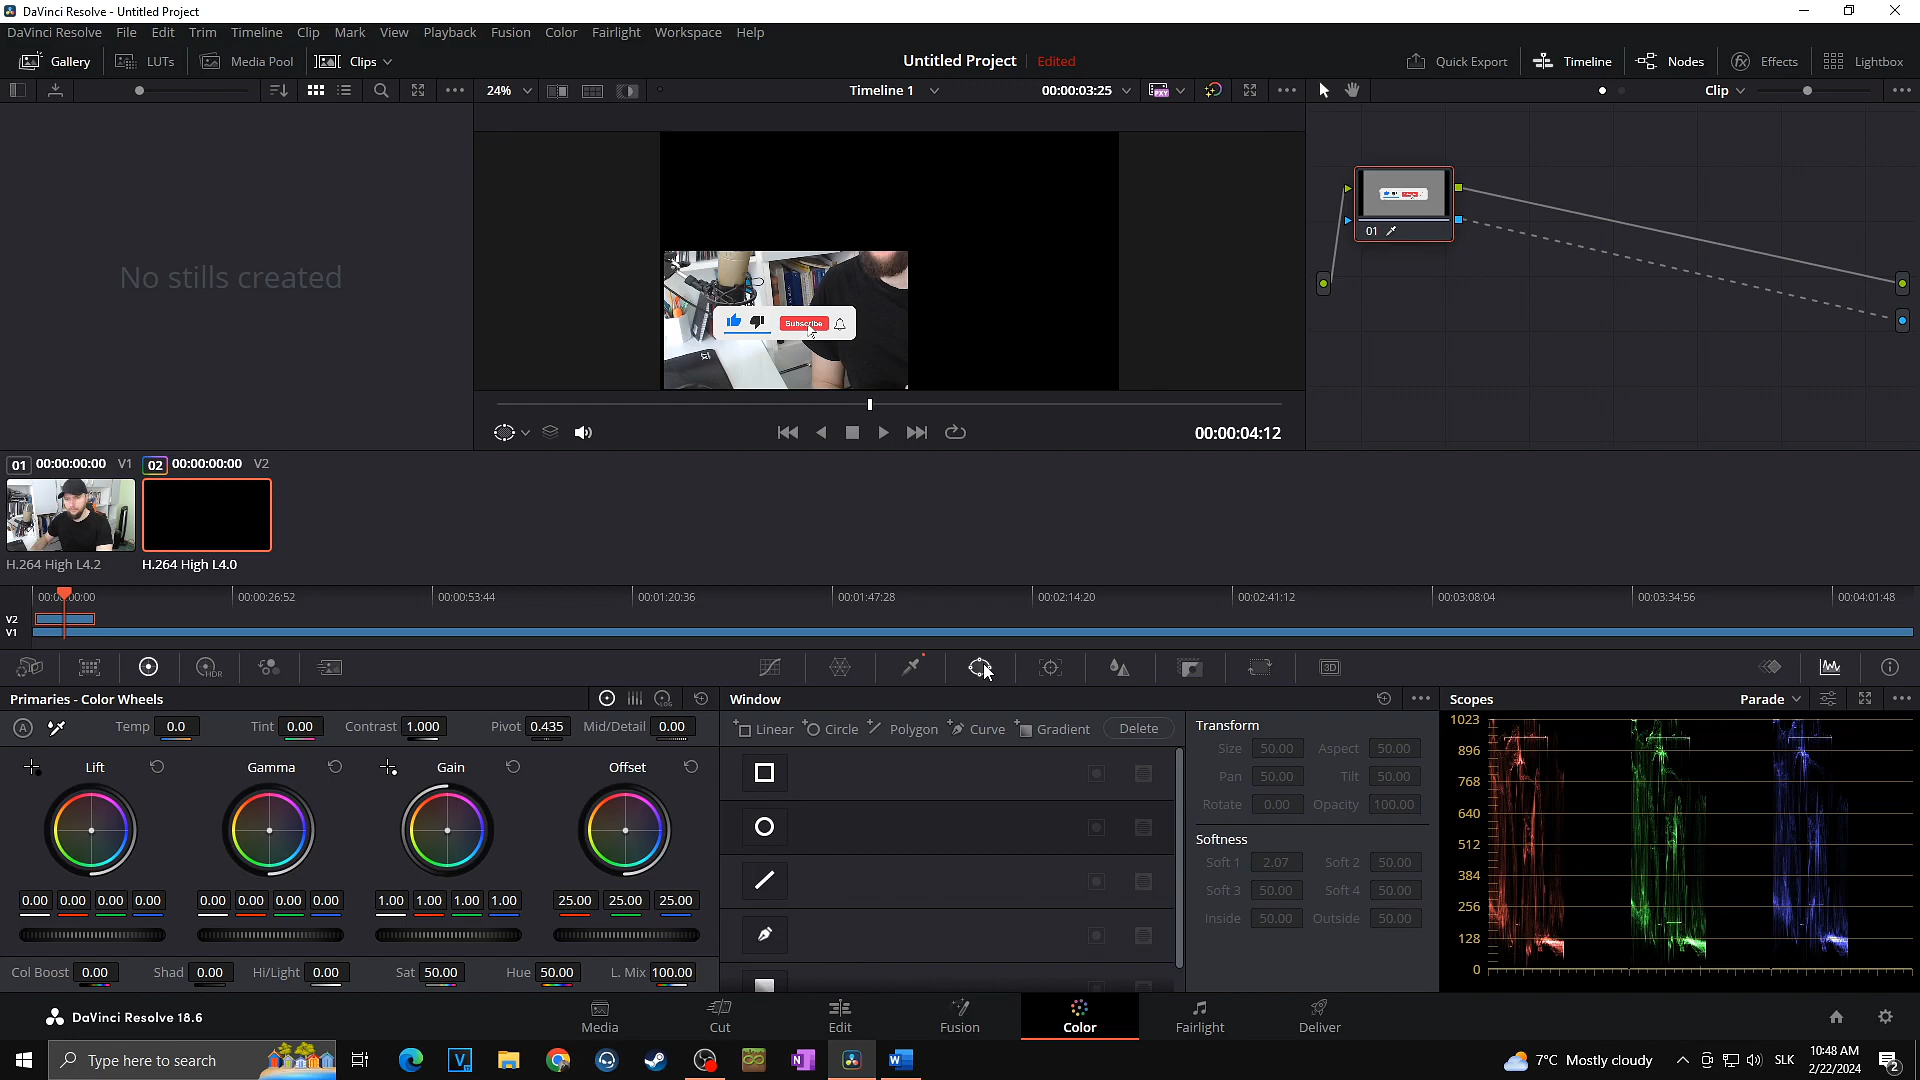 DaVinci Resolve - Untitled Project
DaVinci Resolve File Edit Trim Timeline Clip Mark View Playback Fusion Color Fairlight Workspace Help
Gallery LUTs Media Pool Clips Untitled Project Edited Quick Export Timeline Nodes Effects Lightbox
24% Timeline 1 00:00:03:25 Clip
No stills created
Subscribe
01
00:00:04:12
01 00:00:00:00 V1 02 00:00:00:00 V2
H.264 High L4.2 H.264 High L4.0
00:00:26:52 00:00:53:44 00:01:20:36 00:01:47:28 00:02:14:20 00:02:41:12 00:03:08:04 00:03:34:56 00:04:01:48
V2
V1
HDR 3D
Primaries - Color Wheels LOG Window Scopes Parade
A Temp 0.0 Tint 0.00 Contrast 1.000 Pivot 0.435 Mid/Detail 0.00
Linear Circle Polygon Curve Gradient Delete
Lift Gamma Gain Offset
0.00 0.00 0.00 0.00 0.00 0.00 0.00 0.00 1.00 1.00 1.00 1.00 25.00 25.00 25.00
Col Boost 0.00 Shad 0.00 Hi/Light 0.00 Sat 50.00 Hue 50.00 L. Mix 100.00
Transform
Size 50.00 Aspect 50.00
Pan 50.00 Tilt 50.00
Rotate 0.00 Opacity 100.00
Softness
Soft 1 2.07 Soft 2 50.00
Soft 3 50.00 Soft 4 50.00
Inside 50.00 Outside 50.00
1023
896
768
640
512
384
256
128
0
DaVinci Resolve 18.6 Media Cut Edit Fusion Color Fairlight Deliver
Type here to search 7°C Mostly cloudy SLK 10:48 AM
2/22/2024
2